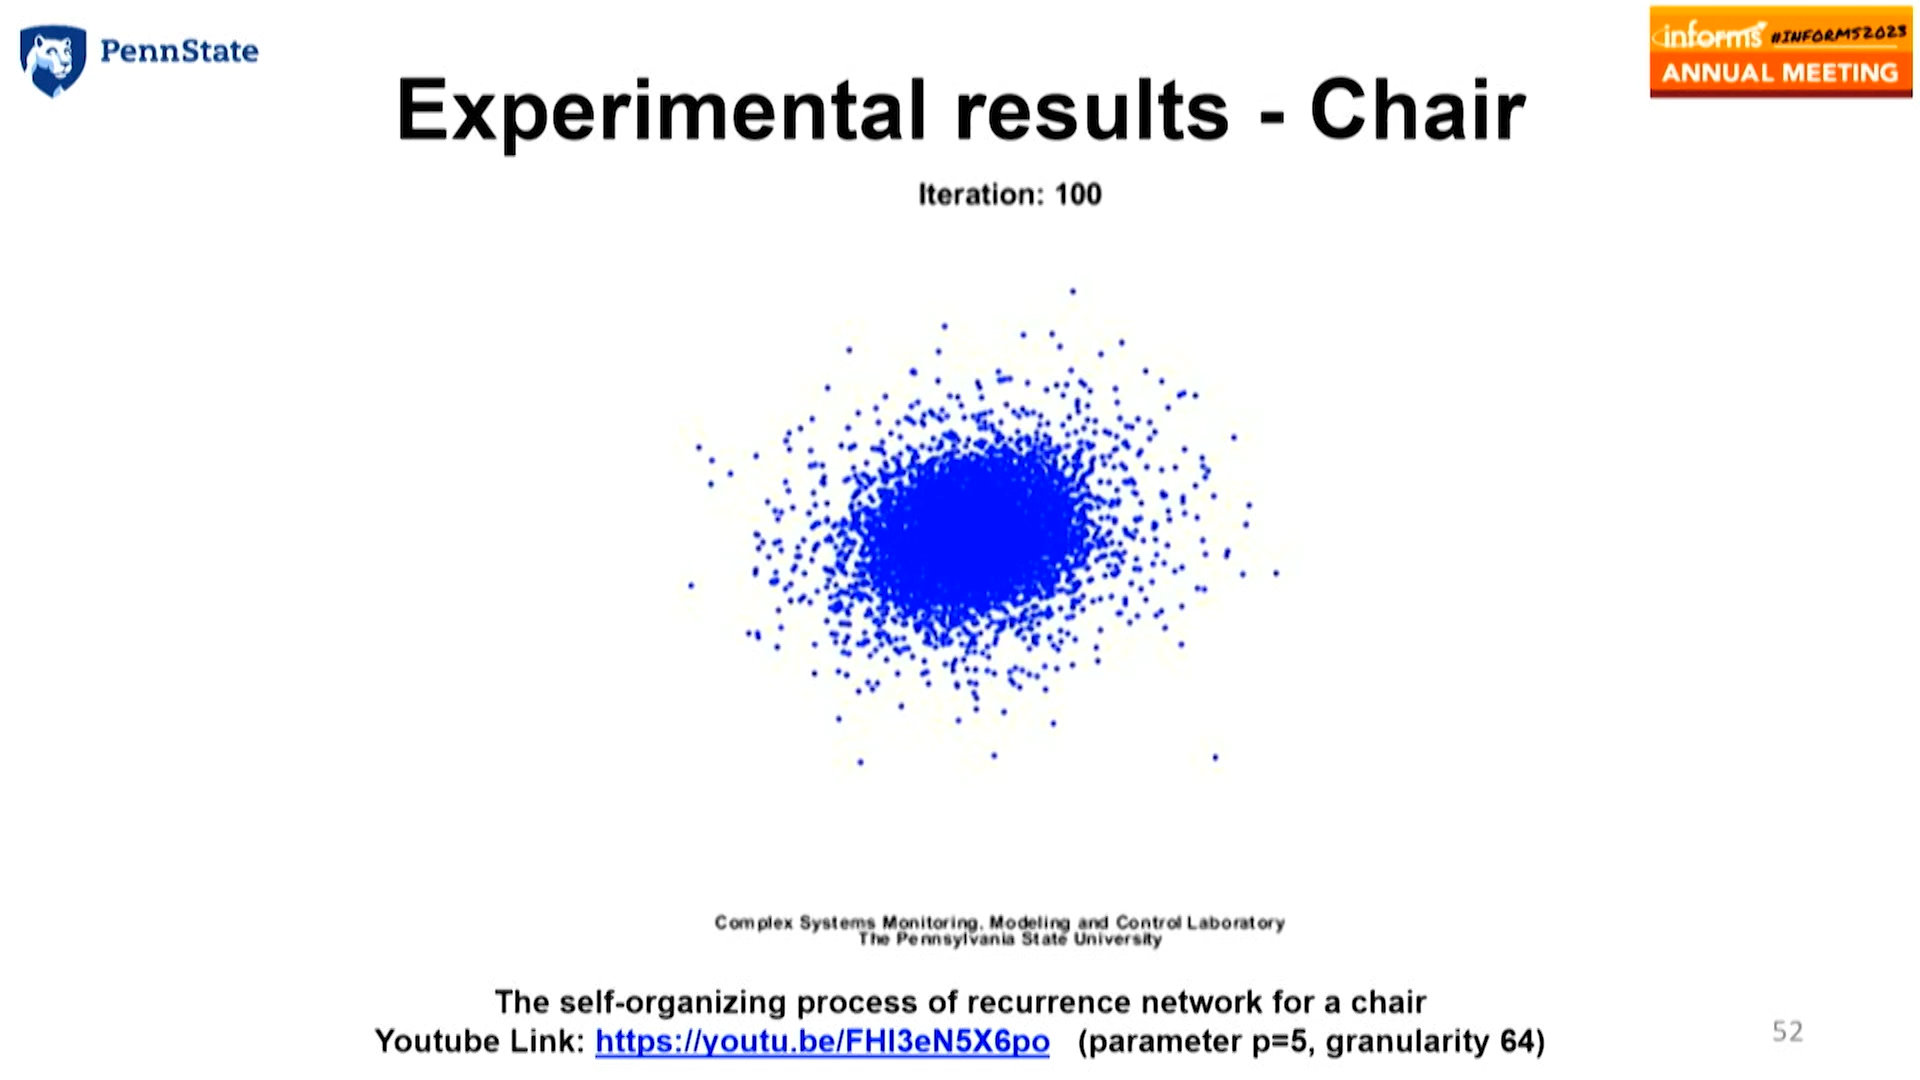 PennState
informs #INFORMS2023
ANNUAL MEETING
Experimental results - Chair
Iteration: 100
Complex Systems Monitoring, Modeling and Control Laboratory
The Pennsylvania State University
The self-organizing process of recurrence network for a chair
Youtube Link: https://youtu.be/FHI3eN5X6po (parameter p=5, granularity 64)
52